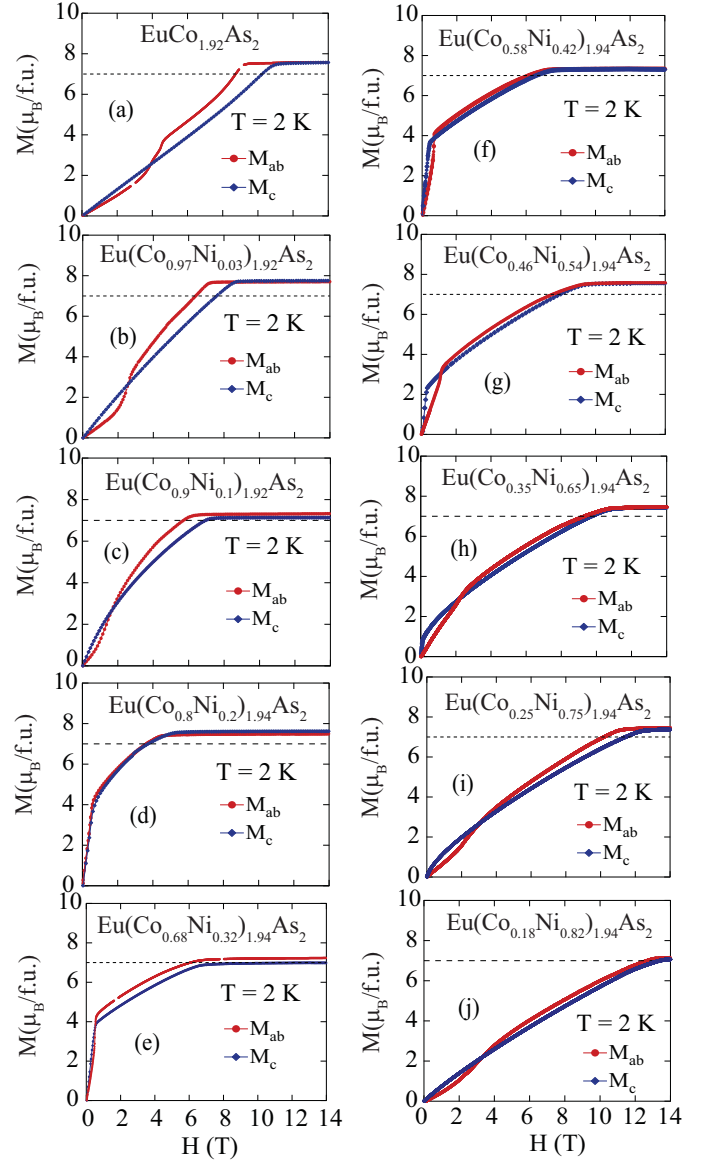 10
8
6
4
2
0
M(μB/f.u.)
EuCo1.92As2
(a)
T = 2 K
Mab
Mc
8
6
4
2
0
M(μB/f.u.)
Eu(Co0.97Ni0.03)1.92As2
(b)
T = 2 K
Mab
Mc
8
6
4
2
0
M(μB/f.u.)
Eu(Co0.9Ni0.1)1.92As2
(c)
T = 2 K
Mab
Mc
10
8
6
4
2
0
M(μB/f.u.)
Eu(Co0.8Ni0.2)1.94As2
(d)
T = 2 K
Mab
Mc
10
8
6
4
2
0
M(μB/f.u.)
Eu(Co0.68Ni0.32)1.94As2
(e)
T = 2 K
Mab
Mc
0 2 4 6 8 10 12 14
H (T)
10
8
6
4
2
0
M(μB/f.u.)
Eu(Co0.58Ni0.42)1.94As2
(f)
T = 2 K
Mab
Mc
10
8
6
4
2
0
M(μB/f.u.)
Eu(Co0.46Ni0.54)1.94As2
(g)
T = 2 K
Mab
Mc
10
8
6
4
2
0
M(μB/f.u.)
Eu(Co0.35Ni0.65)1.94As2
(h)
T = 2 K
Mab
Mc
10
8
6
4
2
0
M(μB/f.u.)
Eu(Co0.25Ni0.75)1.94As2
(i)
T = 2 K
Mab
Mc
10
8
6
4
2
0
M(μB/f.u.)
Eu(Co0.18Ni0.82)1.94As2
(j)
T = 2 K
Mab
Mc
0 2 4 6 8 10 12 14
H (T)